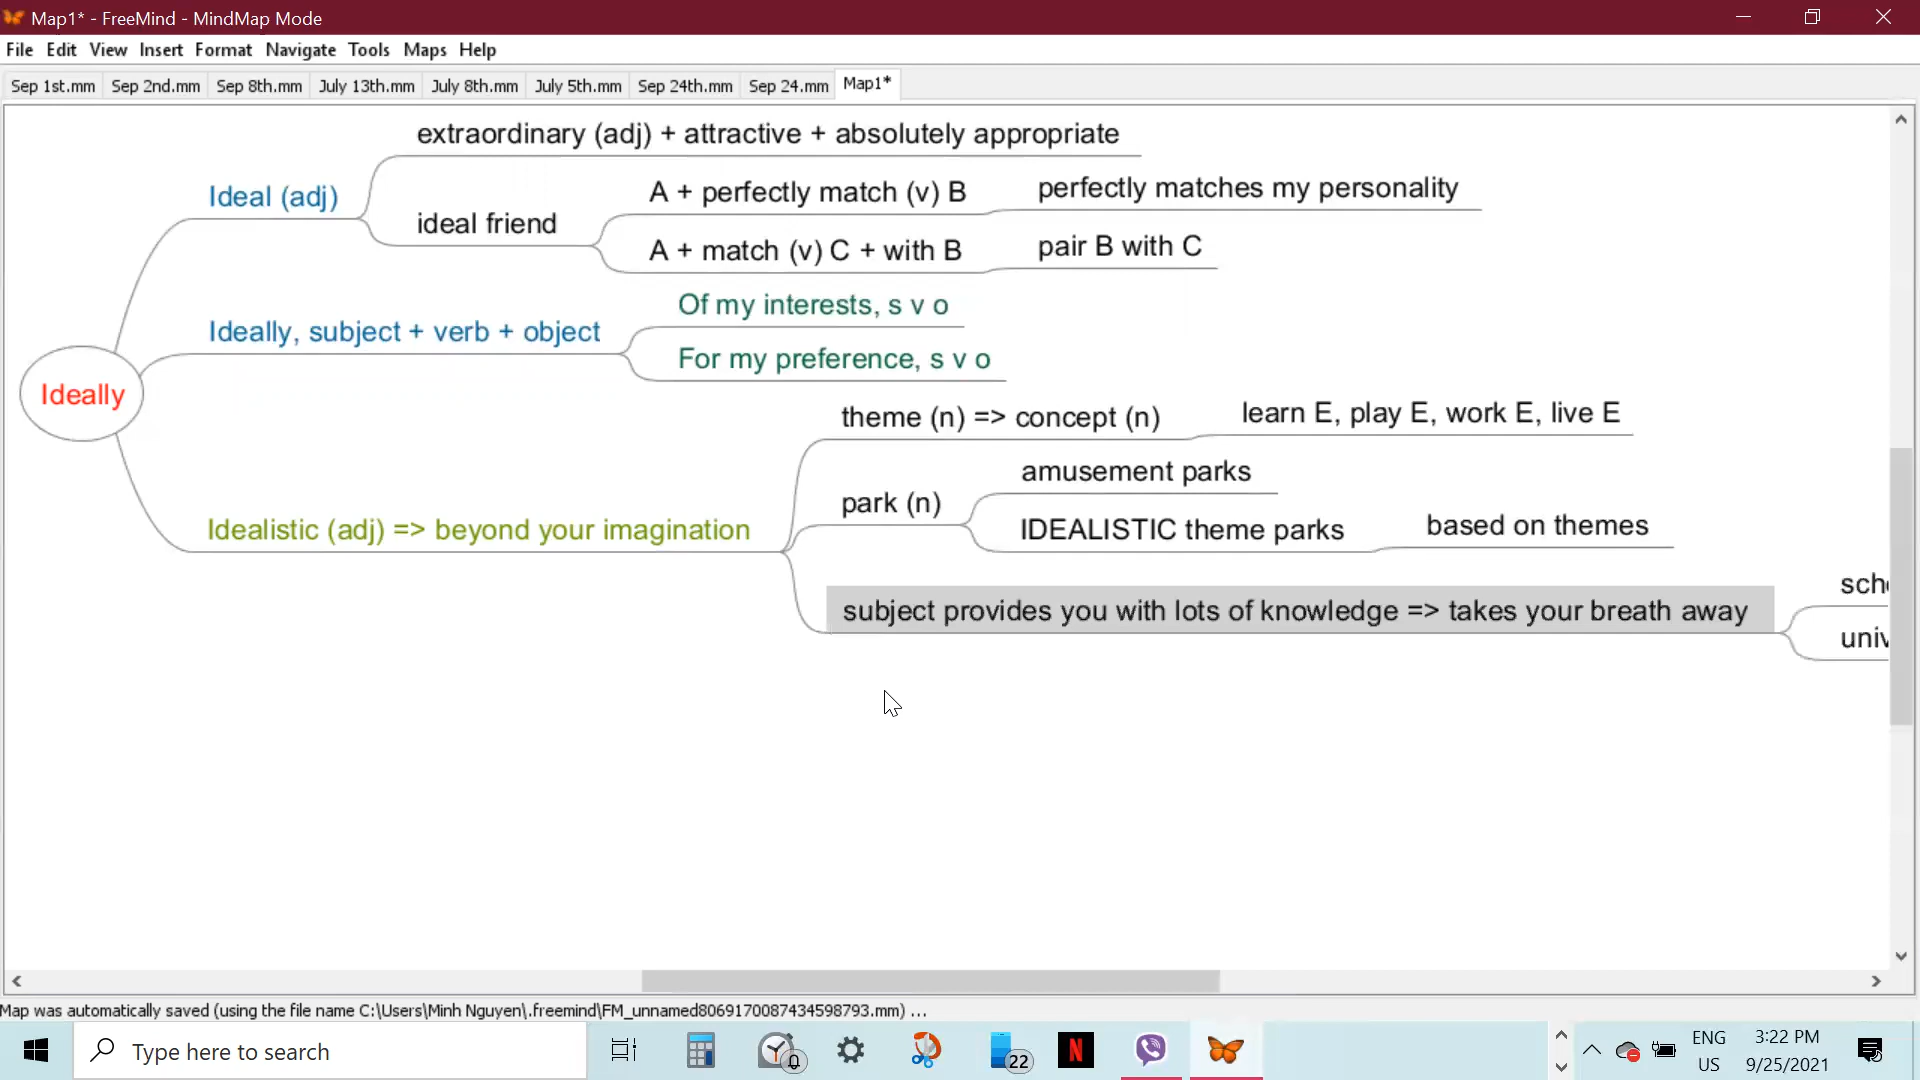 Map1* - FreeMind - MindMap Mode
File Edit View Insert Format Navigate Tools Maps Help
Sep 1st.mm Sep 2nd.mm Sep 8th.mm July 13th.mm July 8th.mm July 5th.mm Sep 24th.mm Sep 24.mm Map1*
extraordinary (adj) + attractive + absolutely appropriate
Ideal (adj)
ideal friend
A + perfectly match (v) B
perfectly matches my personality
A + match (v) C + with B
pair B with C
Ideally, subject + verb + object
Of my interests, s v o
For my preference, s v o
Ideally
theme (n) => concept (n)
learn E, play E, work E, live E
park (n)
amusement parks
IDEALISTIC theme parks
based on themes
Idealistic (adj) => beyond your imagination
subject provides you with lots of knowledge => takes your breath away
Map was automatically saved (using the file name C:\Users\Minh Nguyen\.freemind\FM_unnamed8069170087434598793.mm) ...
Type here to search
22
N
ENG
US
3:22 PM
9/25/2021